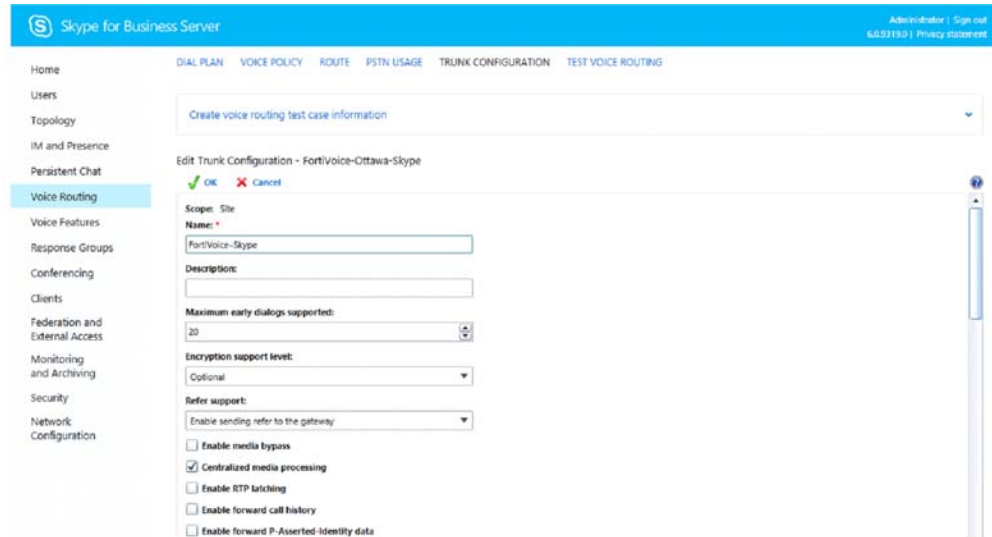 Skype for Business Server
Administrator | Sign out
6.0.9319.0 | Privacy statement
Home
Users
Topology
IM and Presence
Persistent Chat
Voice Routing
Voice Features
Response Groups
Conferencing
Clients
Federation and
External Access
Monitoring
and Archiving
Security
Network
Configuration
DIAL PLAN VOICE POLICY ROUTE PSTN USAGE TRUNK CONFIGURATION TEST VOICE ROUTING
Create voice routing test case information
Edit Trunk Configuration - FortiVoice-Ottawa-Skype
OK Cancel
Scope: Site
Name: *
FortiVoice-Skype
Description:
Maximum early dialogs supported:
20
Encryption support level:
Optional
Refer support:
Enable sending refer to the gateway
Enable media bypass
Centralized media processing
Enable RTP latching
Enable forward call history
Enable forward P-Asserted-Identity data